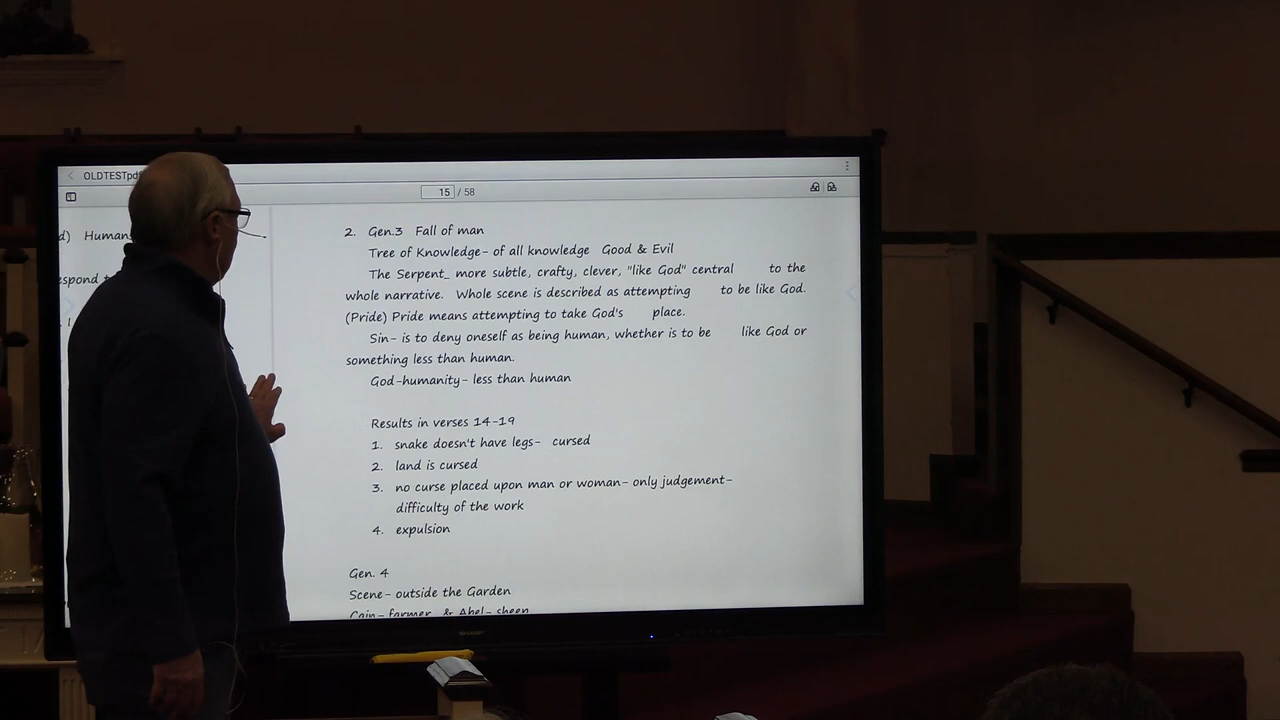 OLDTESTpd
15 / 58
d) Human
espond t
2. Gen.3 Fall of man
Tree of Knowledge- of all knowledge Good & Evil
The Serpent_ more subtle, crafty, clever, "like God" central to the
whole narrative. Whole scene is described as attempting to be like God.
(Pride) Pride means attempting to take God's place.
Sin- is to deny oneself as being human, whether is to be like God or
something less than human.
God-humanity- less than human
Results in verses 14-19
1. snake doesn't have legs- cursed
2. land is cursed
3. no curse placed upon man or woman- only judgement-
difficulty of the work
4. expulsion
Gen. 4
Scene- outside the Garden
Cain- farmer & Abel- sheep
SHARP